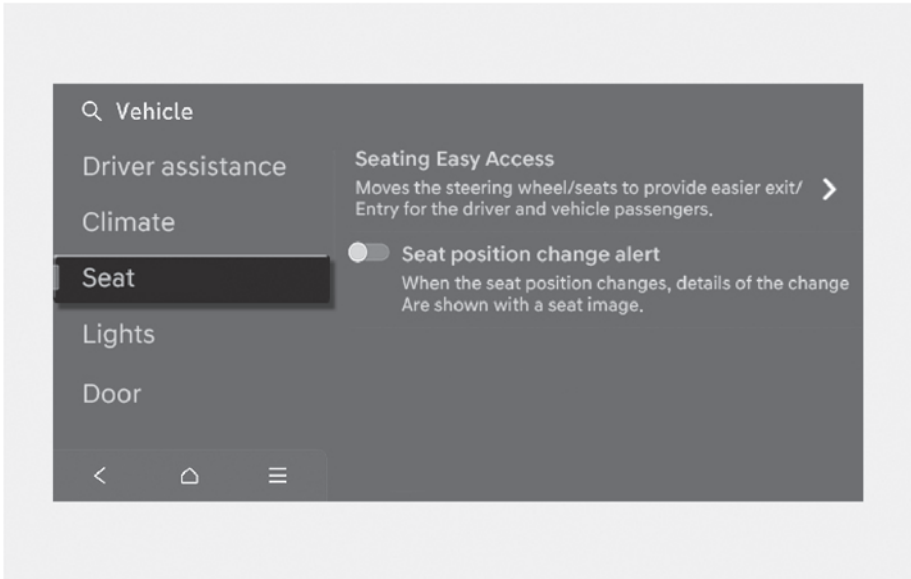 Vehicle
Driver assistance
Climate
Seat
Lights
Door
Seating Easy Access
Moves the steering wheel/seats to provide easier exit/
Entry for the driver and vehicle passengers.
Seat position change alert
When the seat position changes, details of the change
Are shown with a seat image.